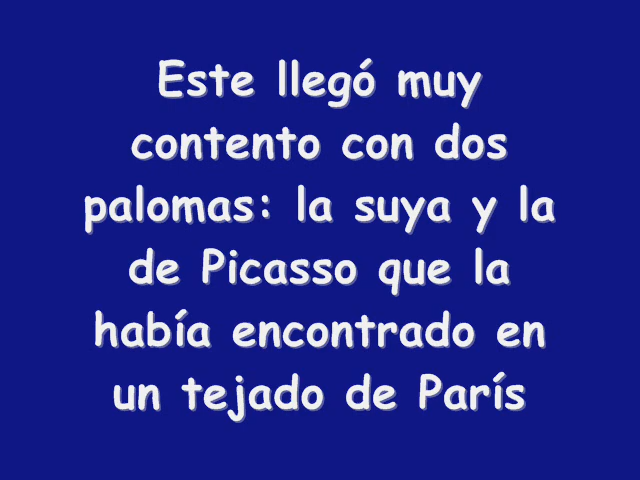 Este llegó muy
contento con dos
palomas: la suya y la
de Picasso que la
había encontrado en
un tejado de París